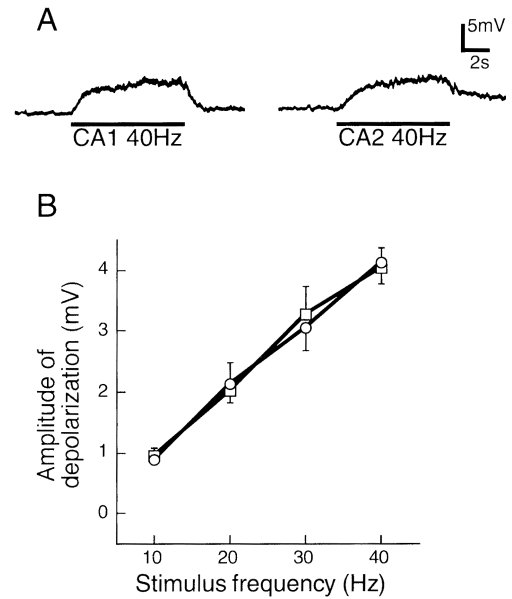 A
5mV
2s
CA1 40Hz
CA2 40Hz
B
Amplitude of
depolarization (mV)
4
3
2
1
0
10 20 30 40
Stimulus frequency (Hz)